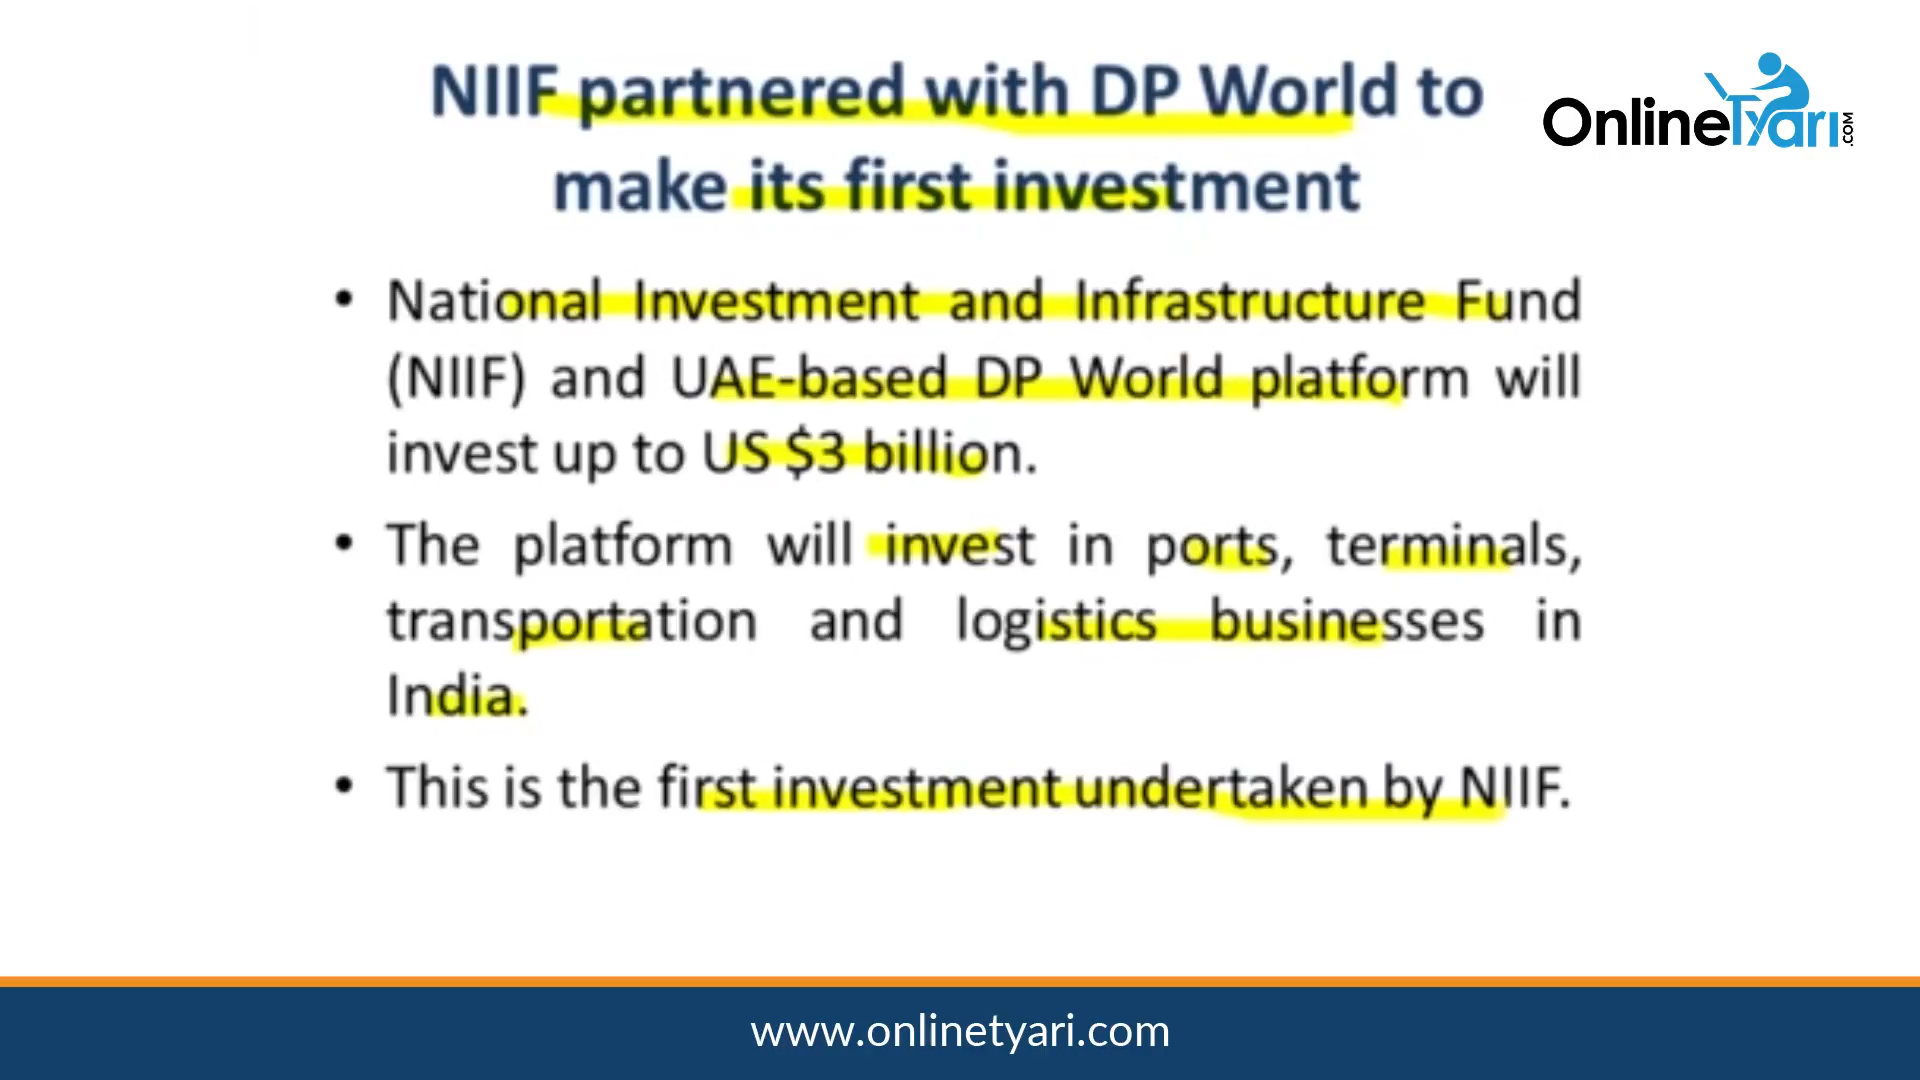 NIIF partnered with DP World to
make its first investment
OnlineTyari.COM
• National Investment and Infrastructure Fund
(NIIF) and UAE-based DP World platform will
invest up to US $3 billion.
• The platform will invest in ports, terminals,
transportation and logistics businesses in
India.
• This is the first investment undertaken by NIIF.
www.onlinetyari.com